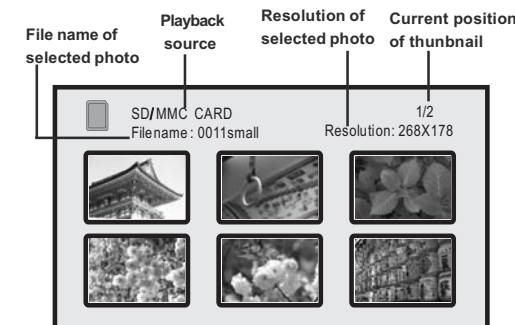 File name of
selected photo
Playback
source
Resolution of
selected photo
Current position
of thunbnail
SD/MMC CARD
1/2
Filename: 0011small
Resolution: 268X178